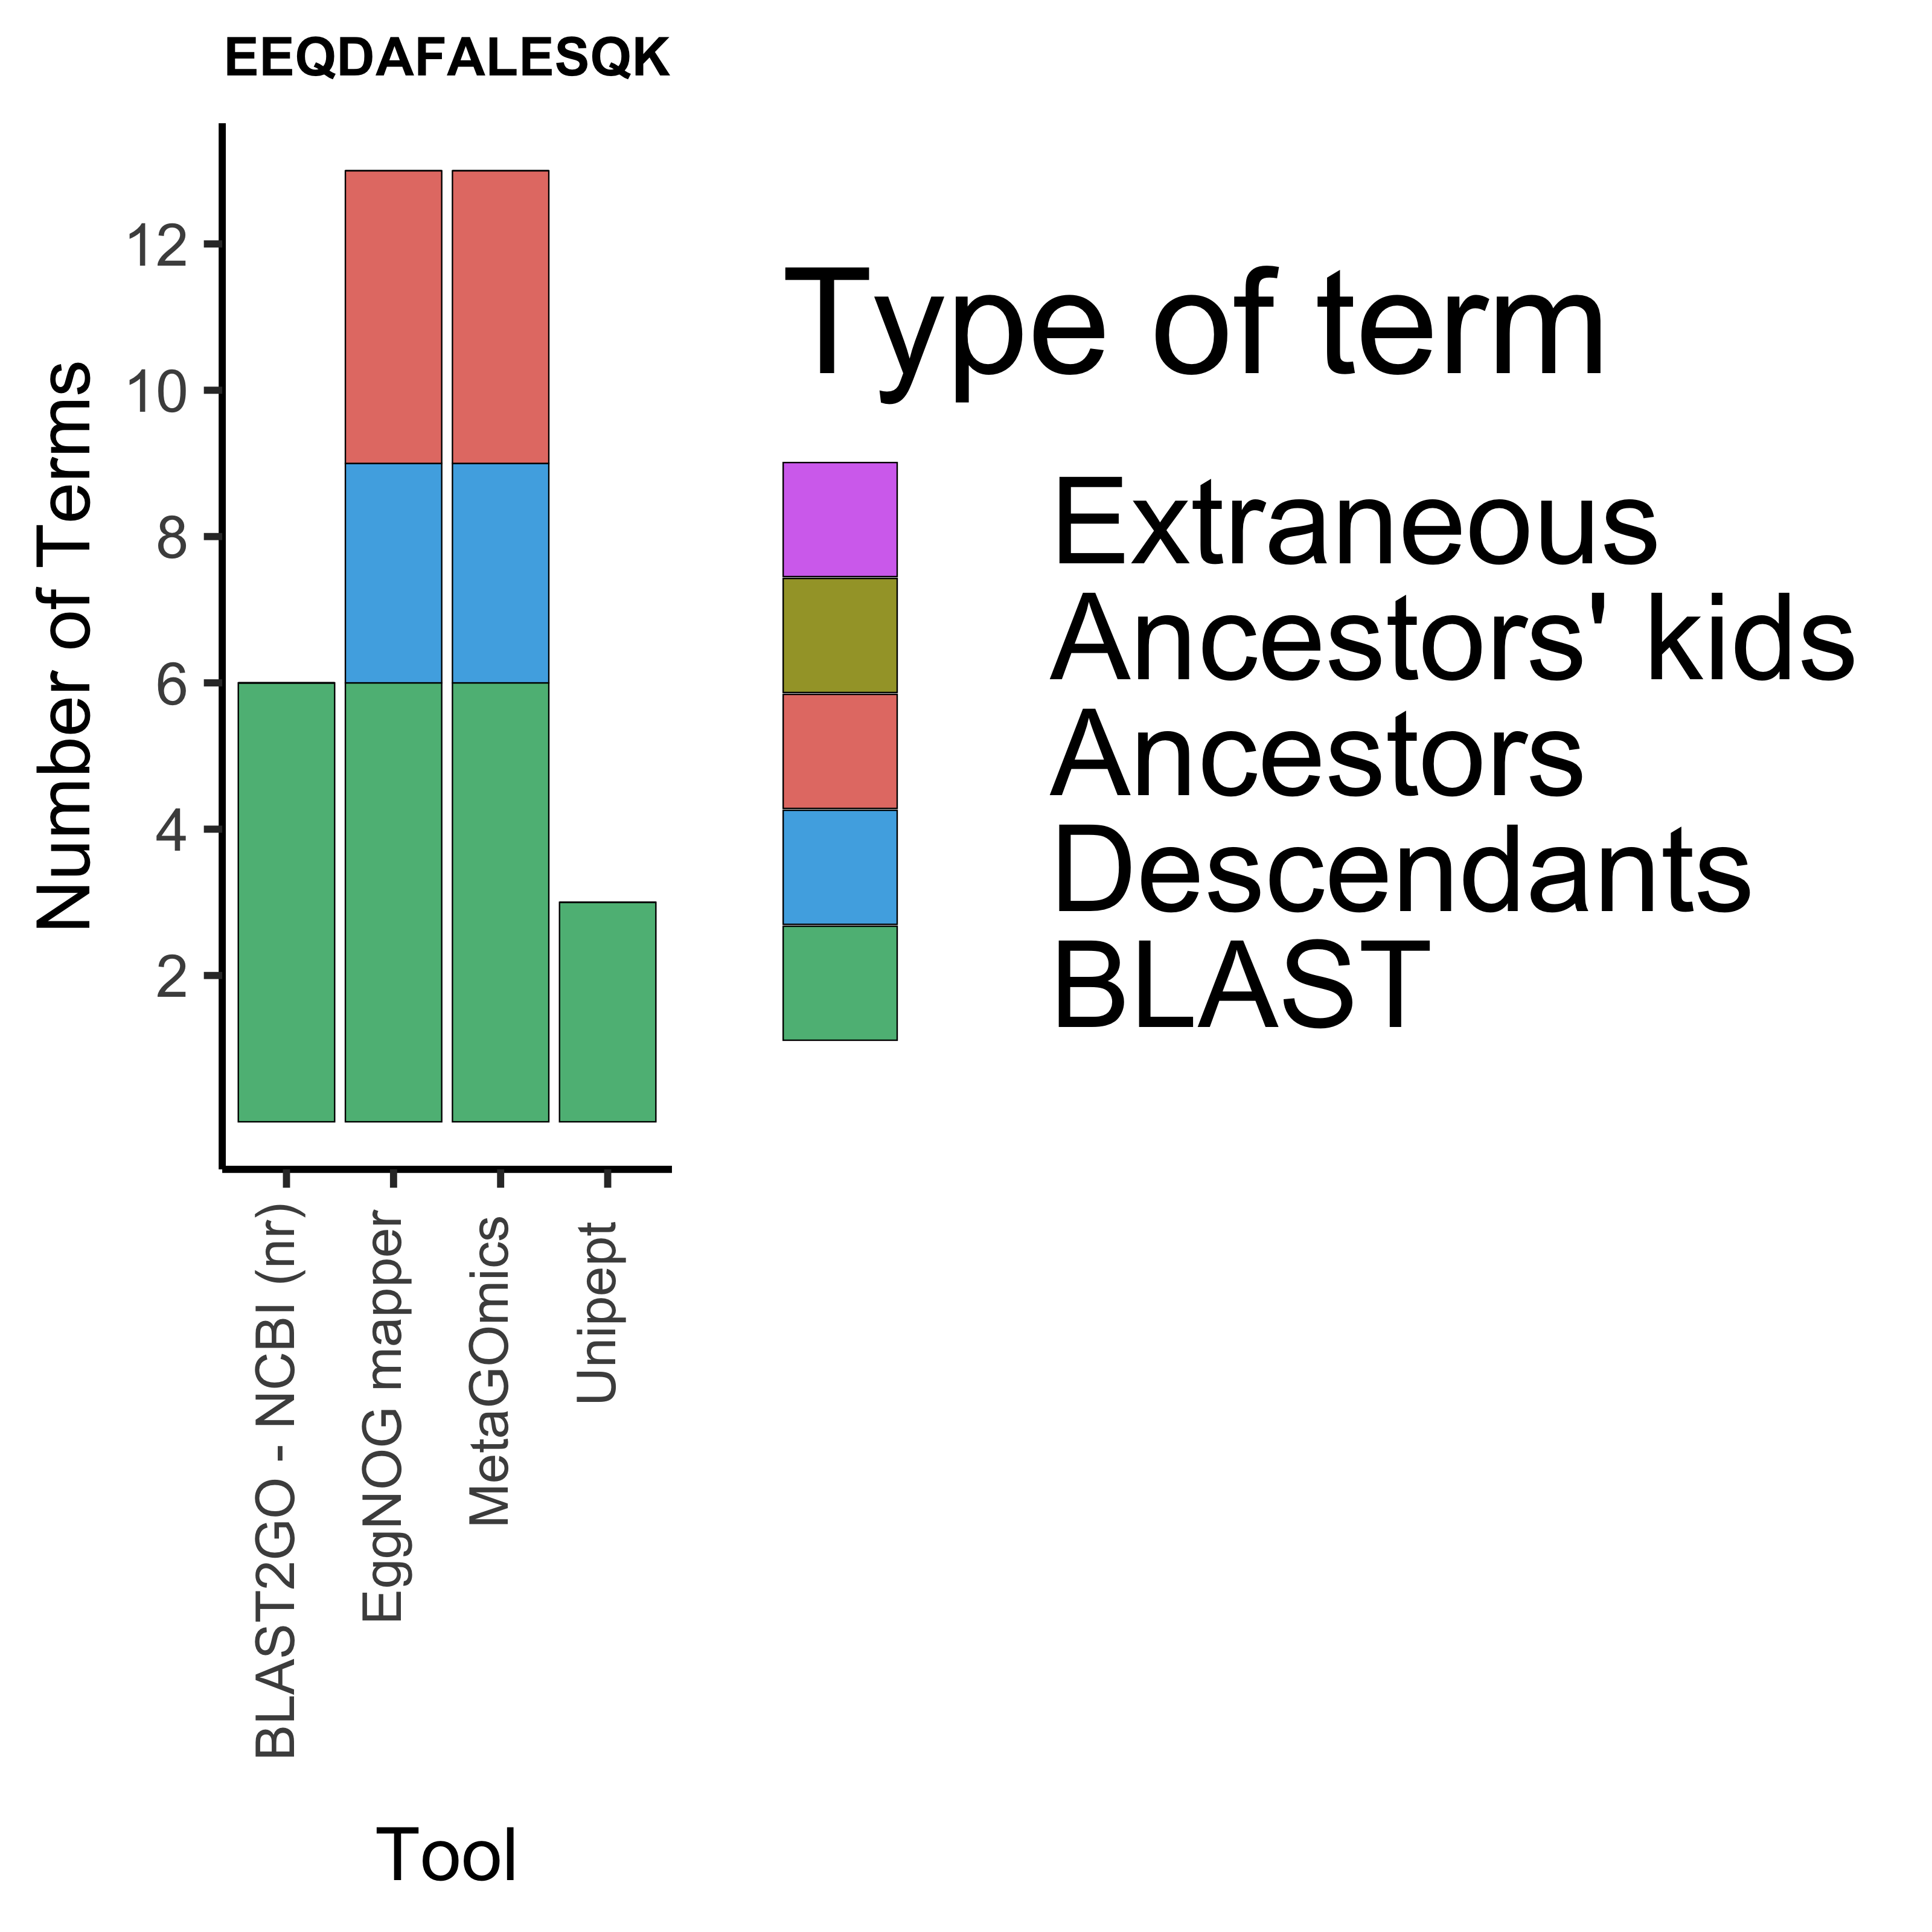 EEQDAFALESQK
Number of Terms
12
10
8
6
4
2
BLAST2GO - NCBI (nr)
EggNOG mapper
MetaGOmics
Unipept
Tool
Type of term
Extraneous
Ancestors' kids
Ancestors
Descendants
BLAST